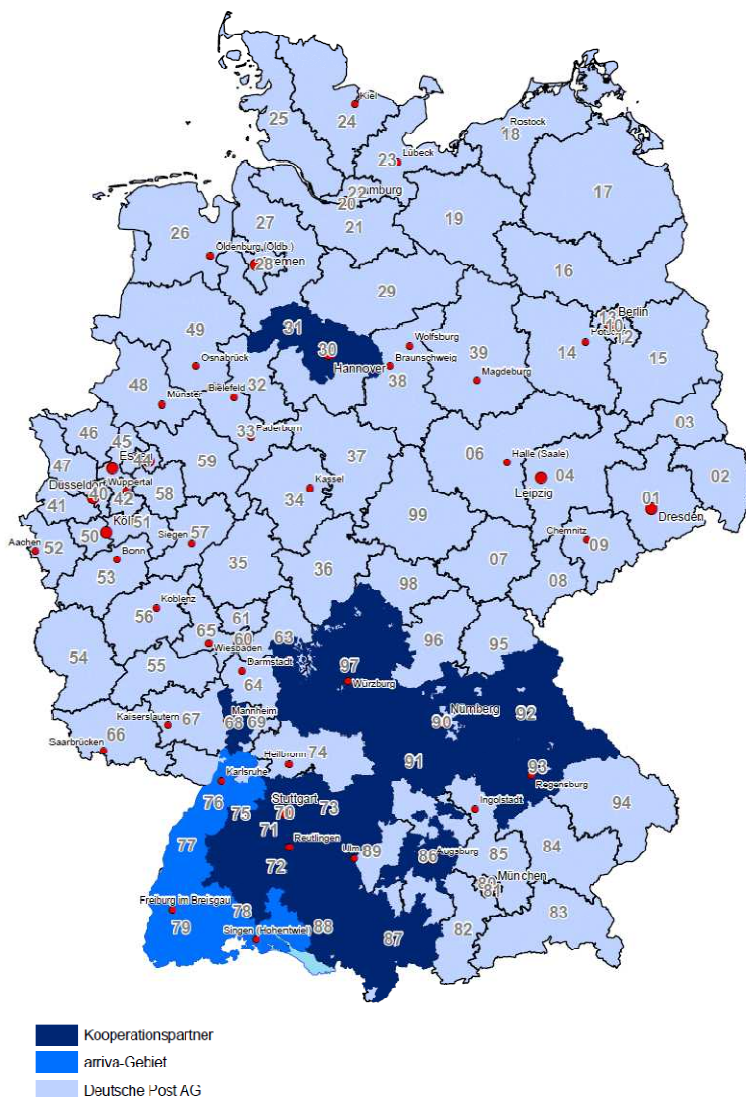 Kiel
25
24
Rostock
18
Lübeck
23
22
20
17
27
21
19
26
Oldenburg (Oldb.)
28
16
29
49
31
13
Berlin
10
12
Wolfsburg
30
39
14
15
Hannover
Braunschweig
Osnabrück
38
Magdeburg
48
Bielefeld
32
Münster
03
46
33
Paderborn
45
37
06
Halle (Saale)
47
44
59
04
02
Wuppertal
Kassel
Düsseldorf
40
42
58
34
Leipzig
01
41
99
Dresden
51
50
Köln
57
Chemnitz
09
Aachen
52
Siegen
Bonn
35
36
07
53
08
98
Koblenz
56
61
65
60
63
96
95
Wiesbaden
54
55
97
Darmstadt
64
Würzburg
Mannheim
Nürnberg
92
Kaiserslautern
67
68
69
90
66
Saarbrücken
74
Heilbronn
91
93
Karlsruhe
Regensburg
76
Stuttgart
94
75
70
73
Ingolstadt
71
77
Reutlingen
84
72
Ulm
89
86
Augsburg
85
80
München
81
Freiburg im Breisgau
78
79
88
82
83
Singen (Hohentwiel)
87
Kooperationspartner
arriva-Gebiet
Deutsche Post AG